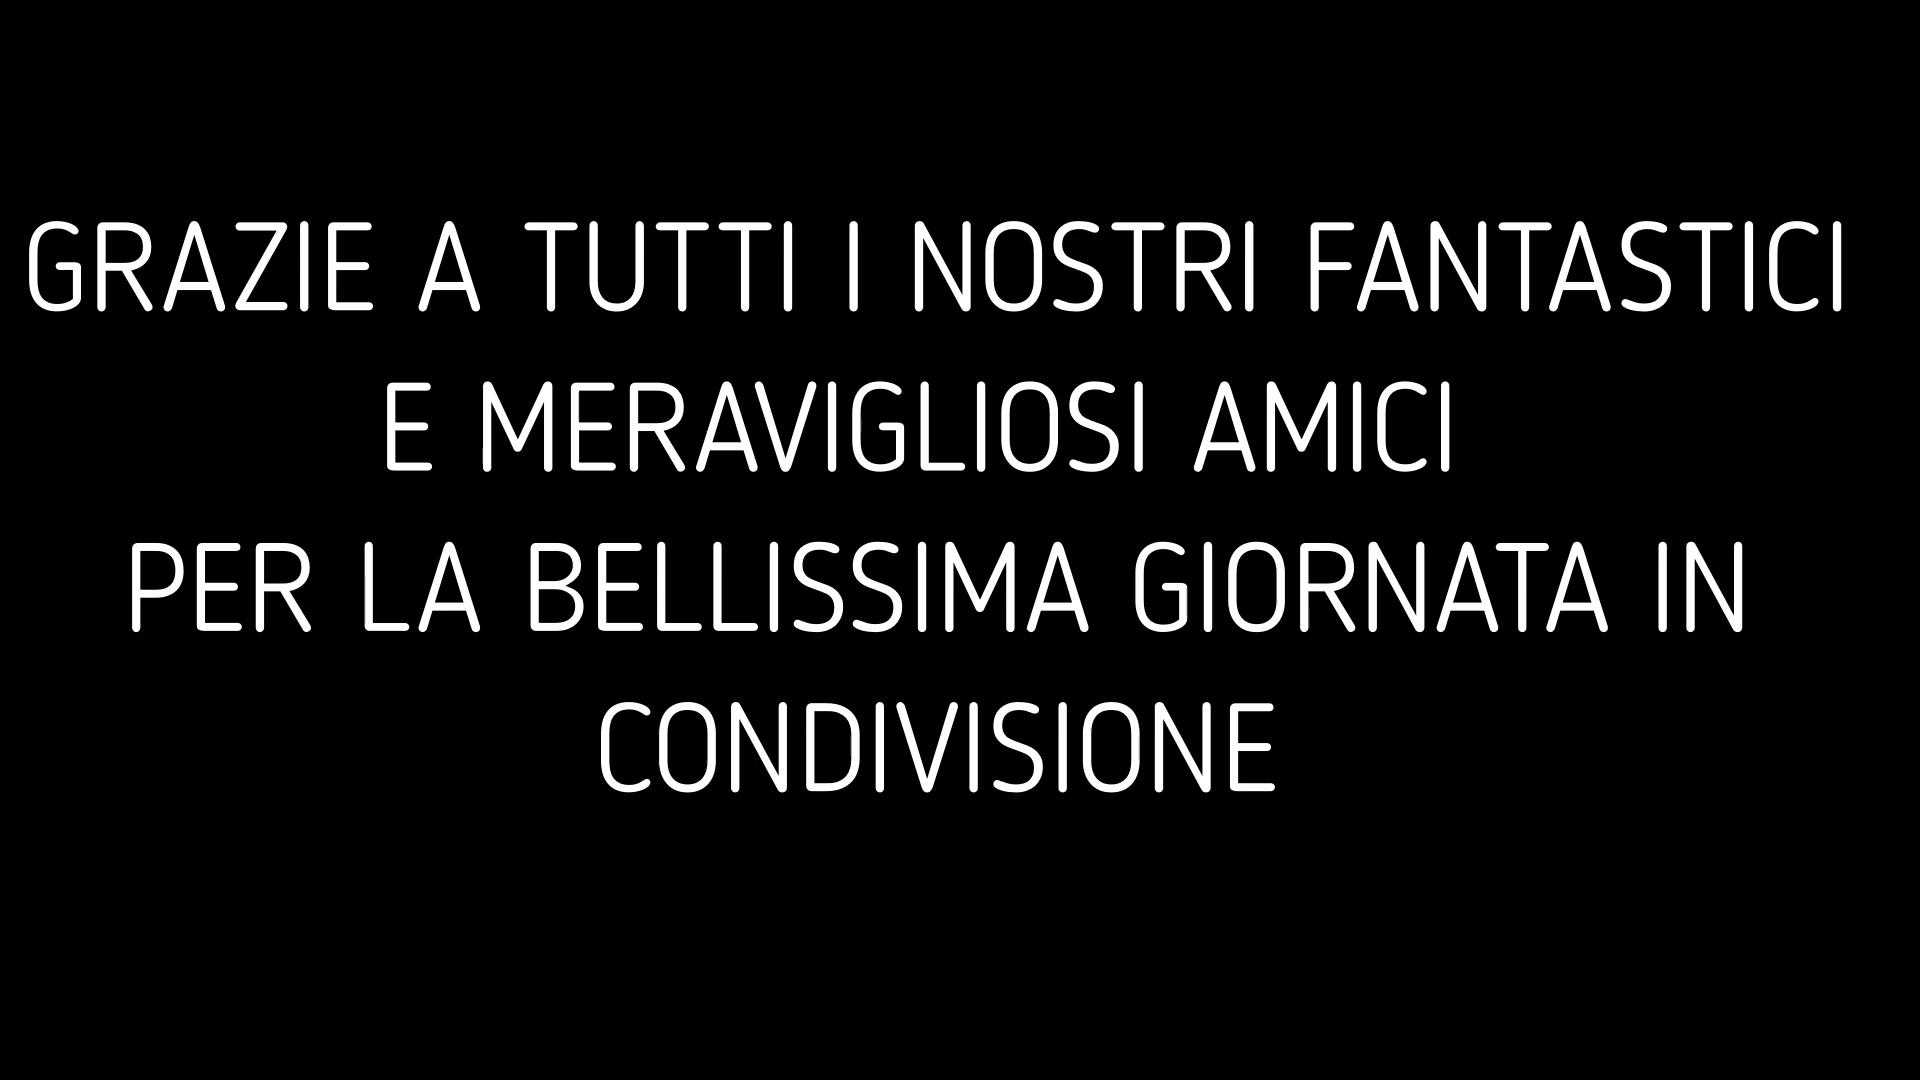 GRAZIE A TUTTI I NOSTRI FANTASTICI
E MERAVIGLIOSI AMICI
PER LA BELLISSIMA GIORNATA IN
CONDIVISIONE